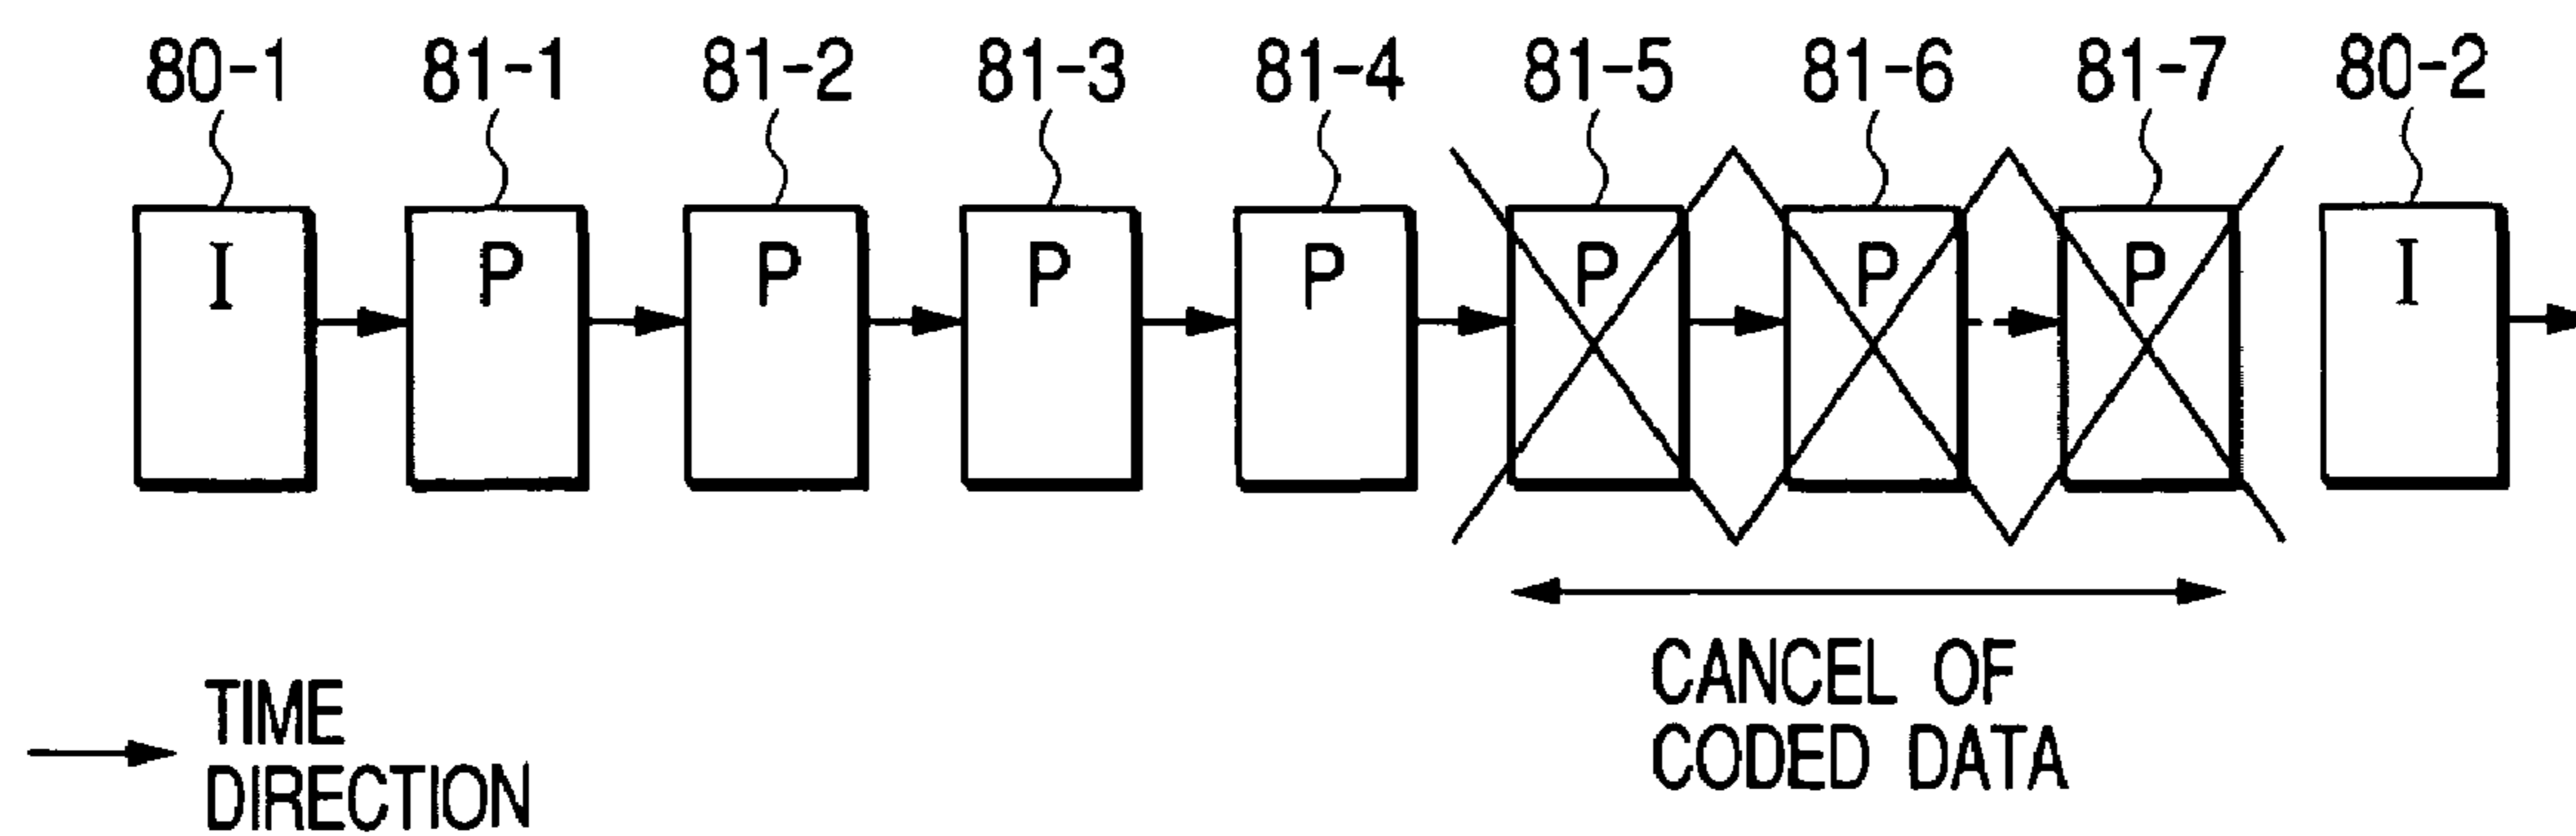 80-1 81-1 81-2 81-3 81-4 81-5 81-6 81-7 80-2
I P P P P P P P I
CANCEL OF
CODED DATA
TIME
DIRECTION